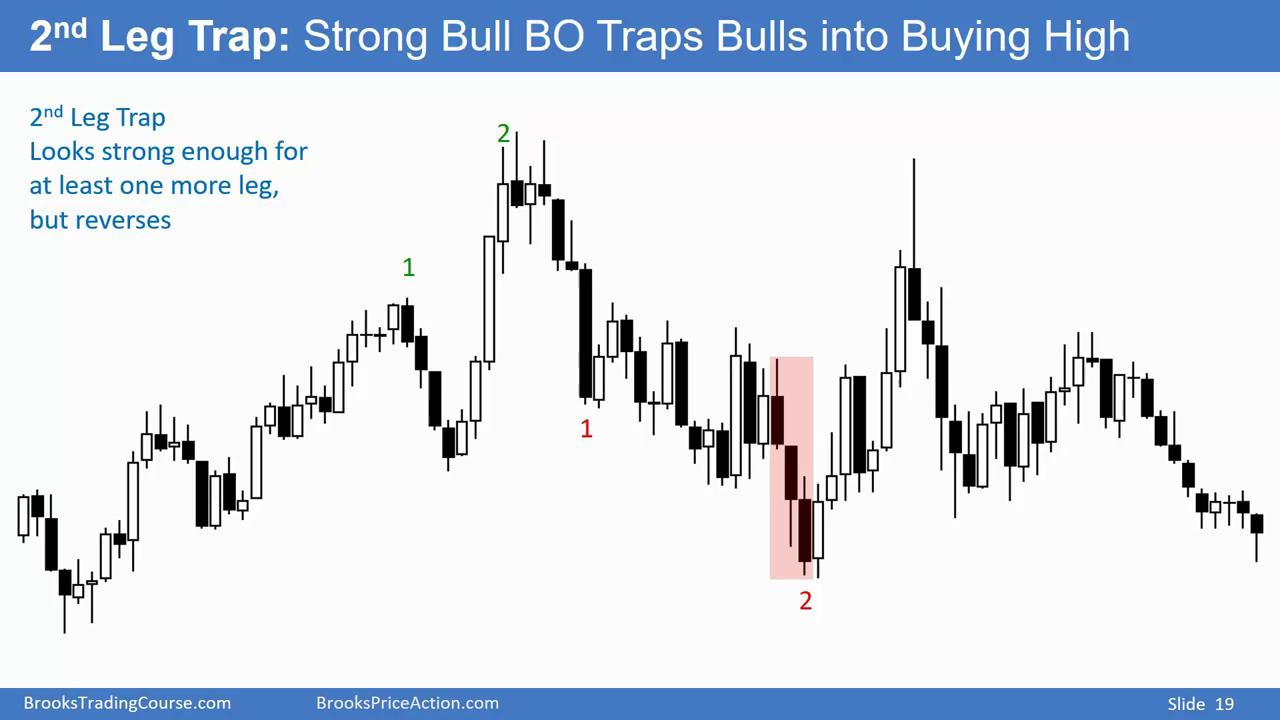 2nd Leg Trap: Strong Bull BO Traps Bulls into Buying High
2nd Leg Trap
Looks strong enough for
at least one more leg,
but reverses
2
1
1
2
BrooksTradingCourse.com
BrooksPriceAction.com
Slide 19